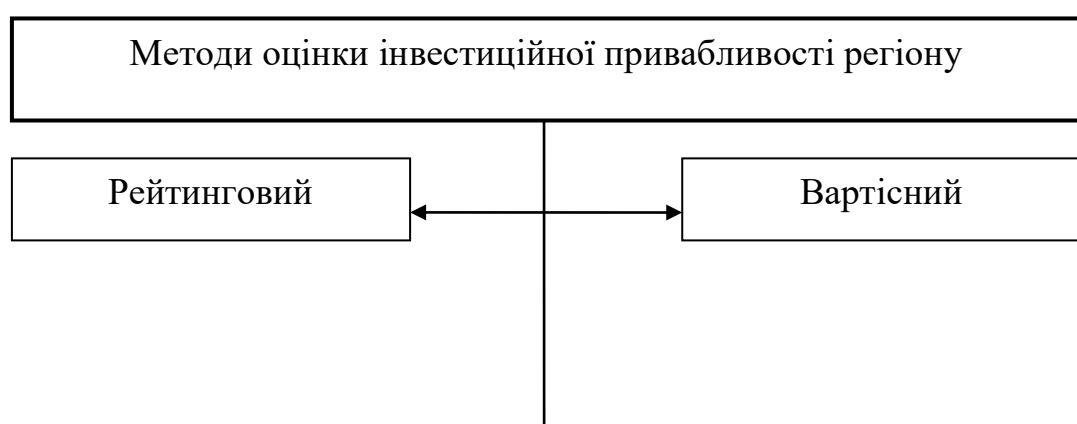 Методи оцінки інвестиційної привабливості регіону
Рейтинговий
Вартісний